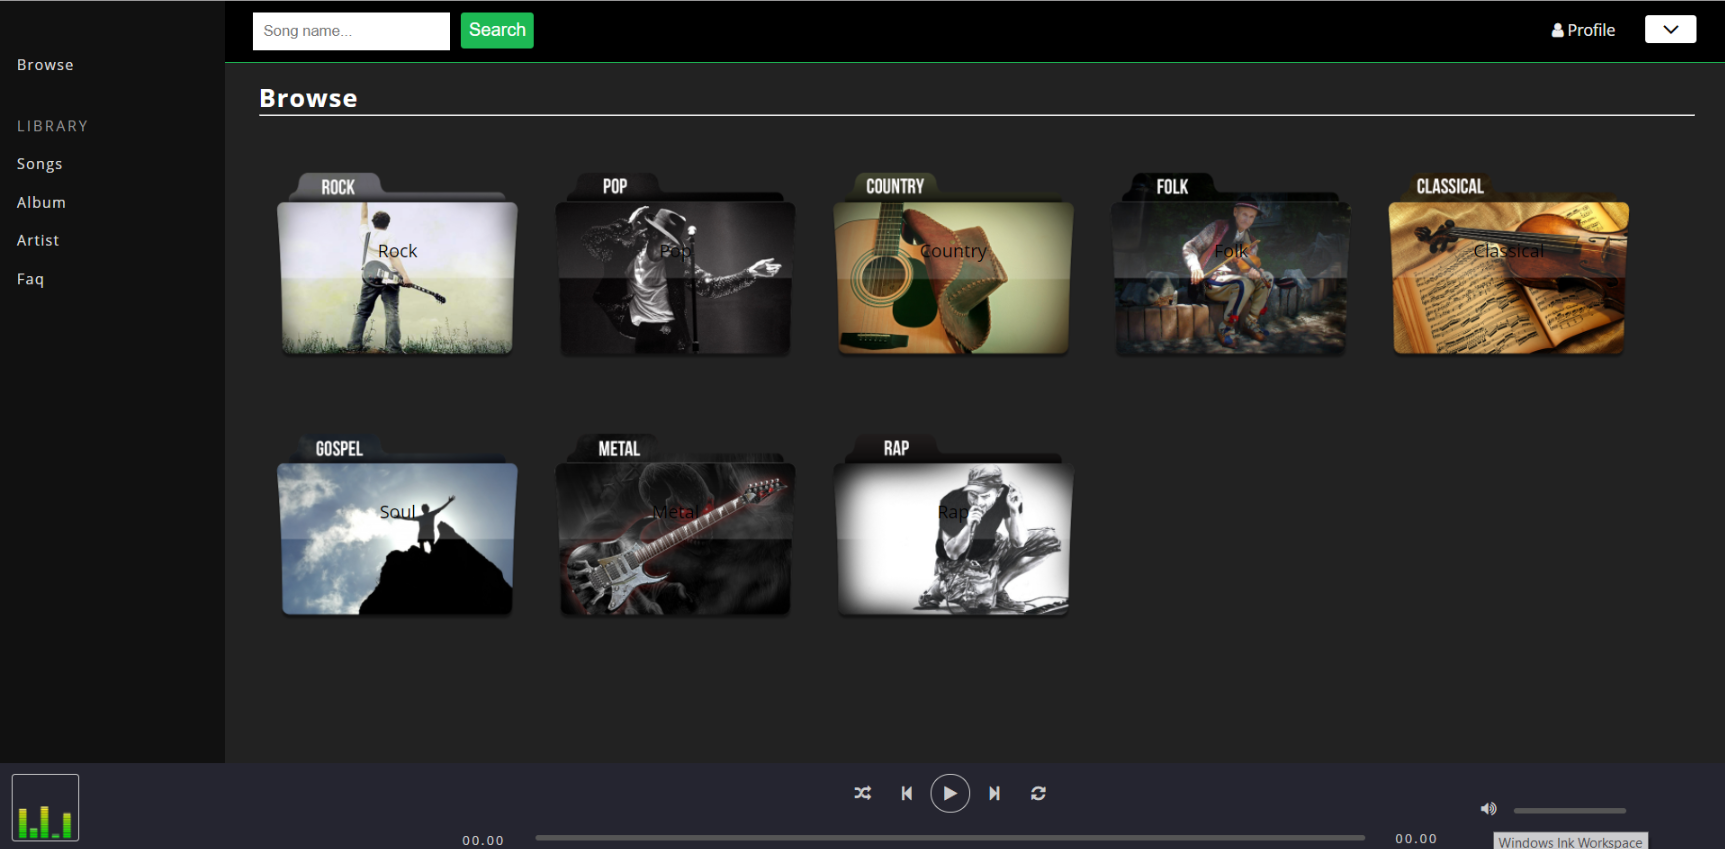 Song name...
Search
Profile
Browse
LIBRARY
Songs
Album
Artist
Faq
Browse
ROCK
Rock
POP
Pop
COUNTRY
Country
FOLK
Folk
CLASSICAL
Classical
GOSPEL
Soul
METAL
Metal
RAP
Rap
00.00
00.00
Windows Ink Workspace